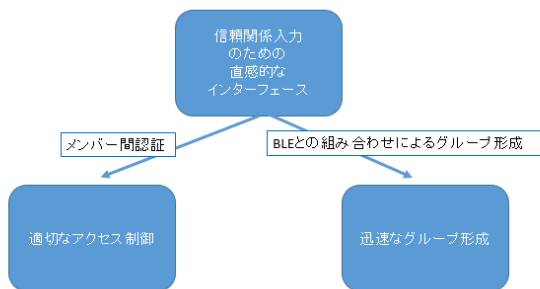 信頼関係入力
のための
直感的な
インターフェース
メンバー間認証
BLEとの組み合わせによるグループ形成
適切なアクセス制御
迅速なグループ形成